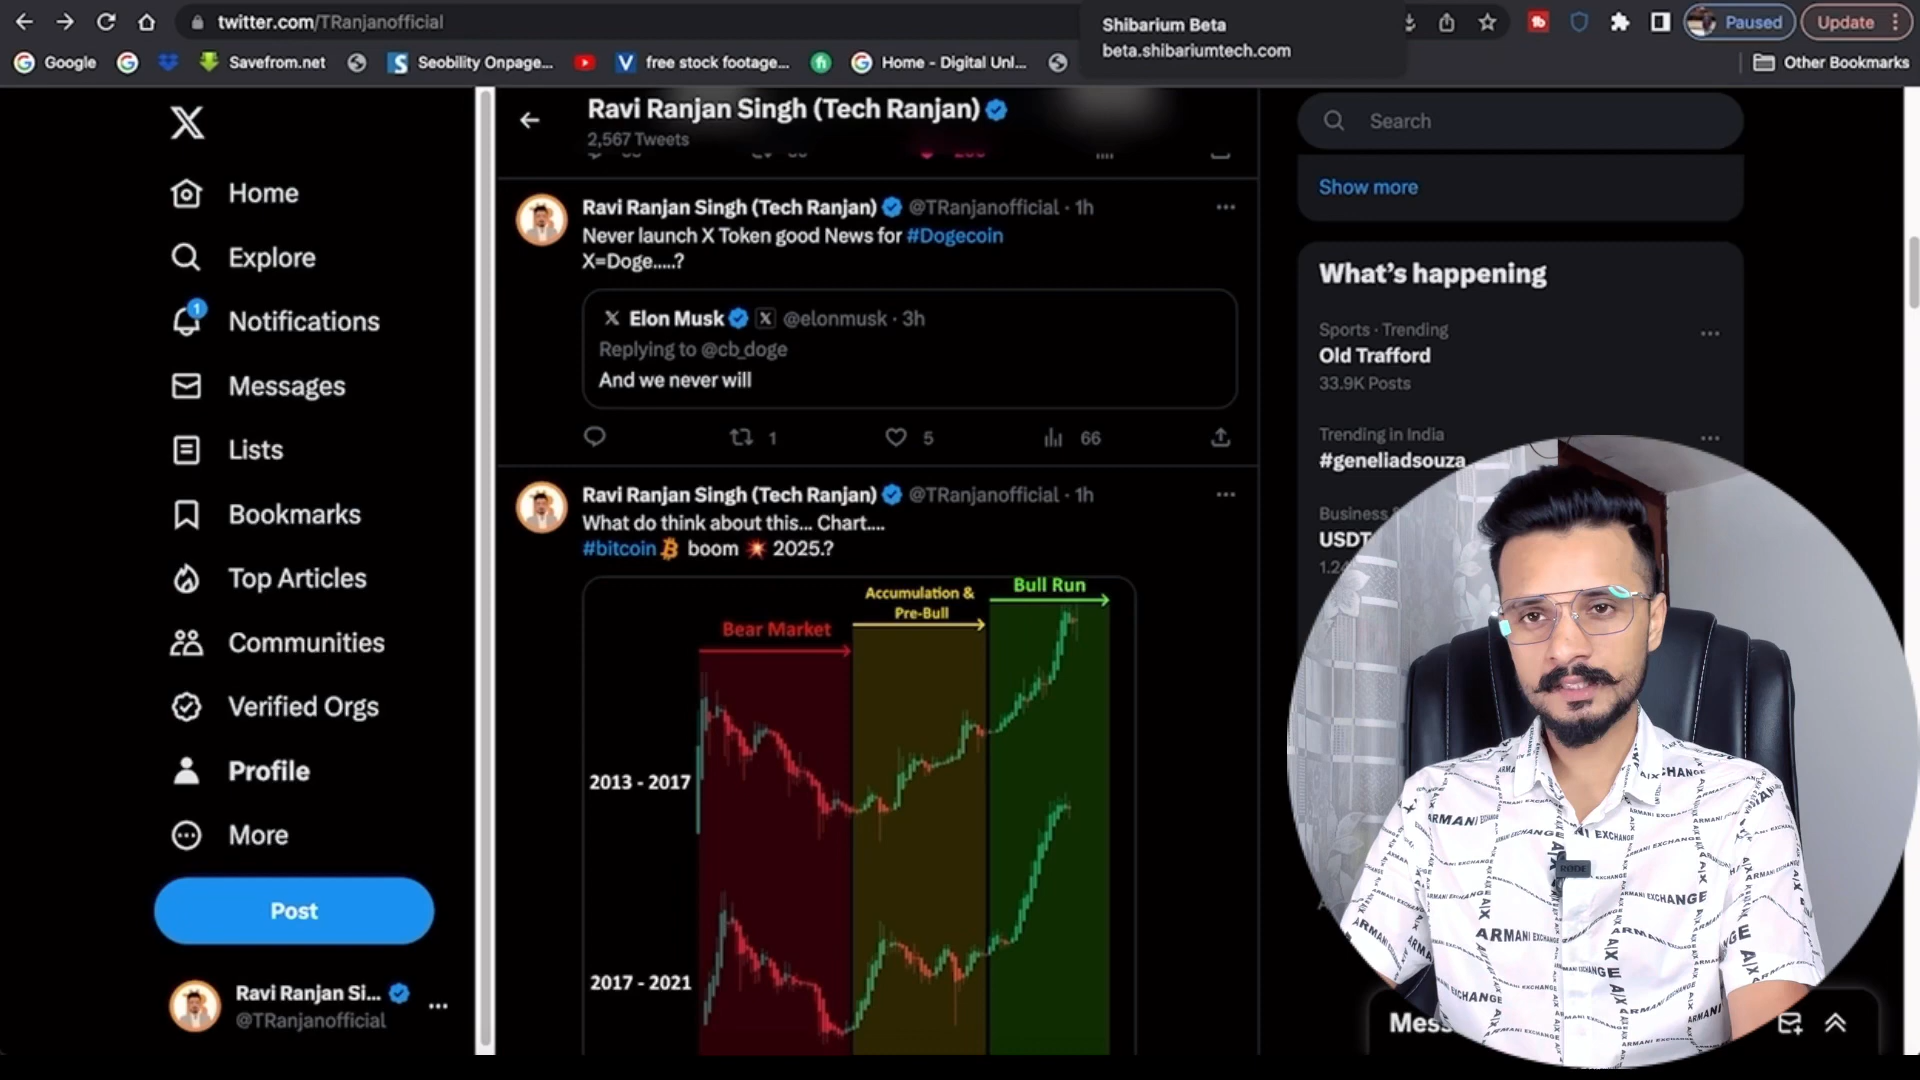 twitter.com/TRanjanofficial
Shibarium Beta
beta.shibariumtech.com
Paused
Update
Google
Savefrom.net
Seobility Onpage...
free stock footage...
Home - Digital Unl...
Other Bookmarks
Home
Explore
1
Notifications
Messages
Lists
Bookmarks
Top Articles
Communities
Verified Orgs
Profile
More
Post
Ravi Ranjan Si...
@TRanjanofficial
Ravi Ranjan Singh (Tech Ranjan)
2,567 Tweets
Ravi Ranjan Singh (Tech Ranjan) @TRanjanofficial · 1h
Never launch X Token good News for #Dogecoin
X=Doge.....?
Elon Musk @elonmusk · 3h
Replying to @cb_doge
And we never will
1
5
66
Ravi Ranjan Singh (Tech Ranjan) @TRanjanofficial · 1h
What do think about this... Chart....
#bitcoin boom 2025.?
Bear Market
Accumulation &
Pre-Bull
Bull Run
2013 - 2017
2017 - 2021
Search
Show more
What's happening
Sports · Trending
Old Trafford
33.9K Posts
Trending in India
#geneliadsouza
Business
USDT
ARMANI EXCHANGE
RØDE
ARMANI EXCHANGE